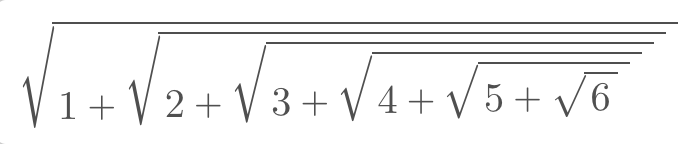 √(1 + √(2 + √(3 + √(4 + √(5 + √6)))))